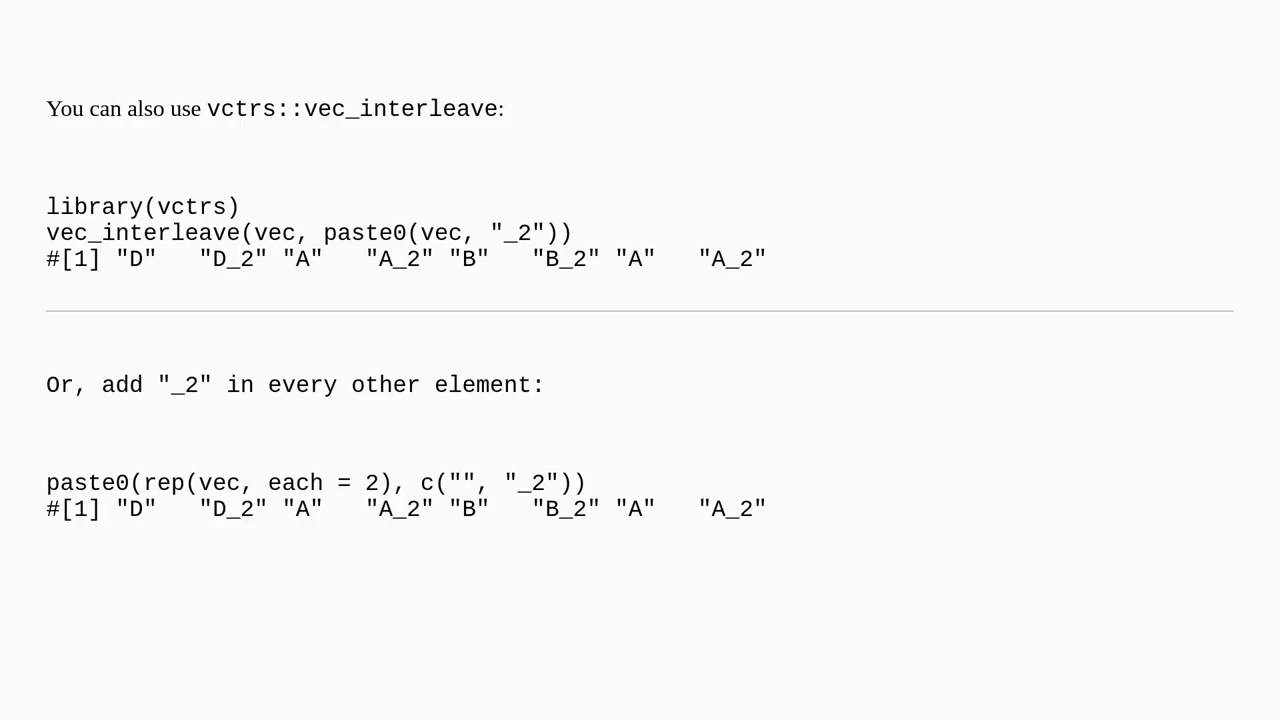 You can also use vctrs::vec_interleave:
library(vctrs)
vec_interleave(vec, paste0(vec, "_2"))
#[1] "D"   "D_2" "A"   "A_2" "B"   "B_2" "A"   "A_2"
Or, add "_2" in every other element:
paste0(rep(vec, each = 2), c("", "_2"))
#[1] "D"   "D_2" "A"   "A_2" "B"   "B_2" "A"   "A_2"